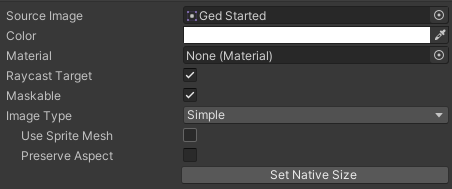 Source Image Ged Started
Color
Material None (Material)
Raycast Target
Maskable
Image Type Simple
Use Sprite Mesh
Preserve Aspect
Set Native Size